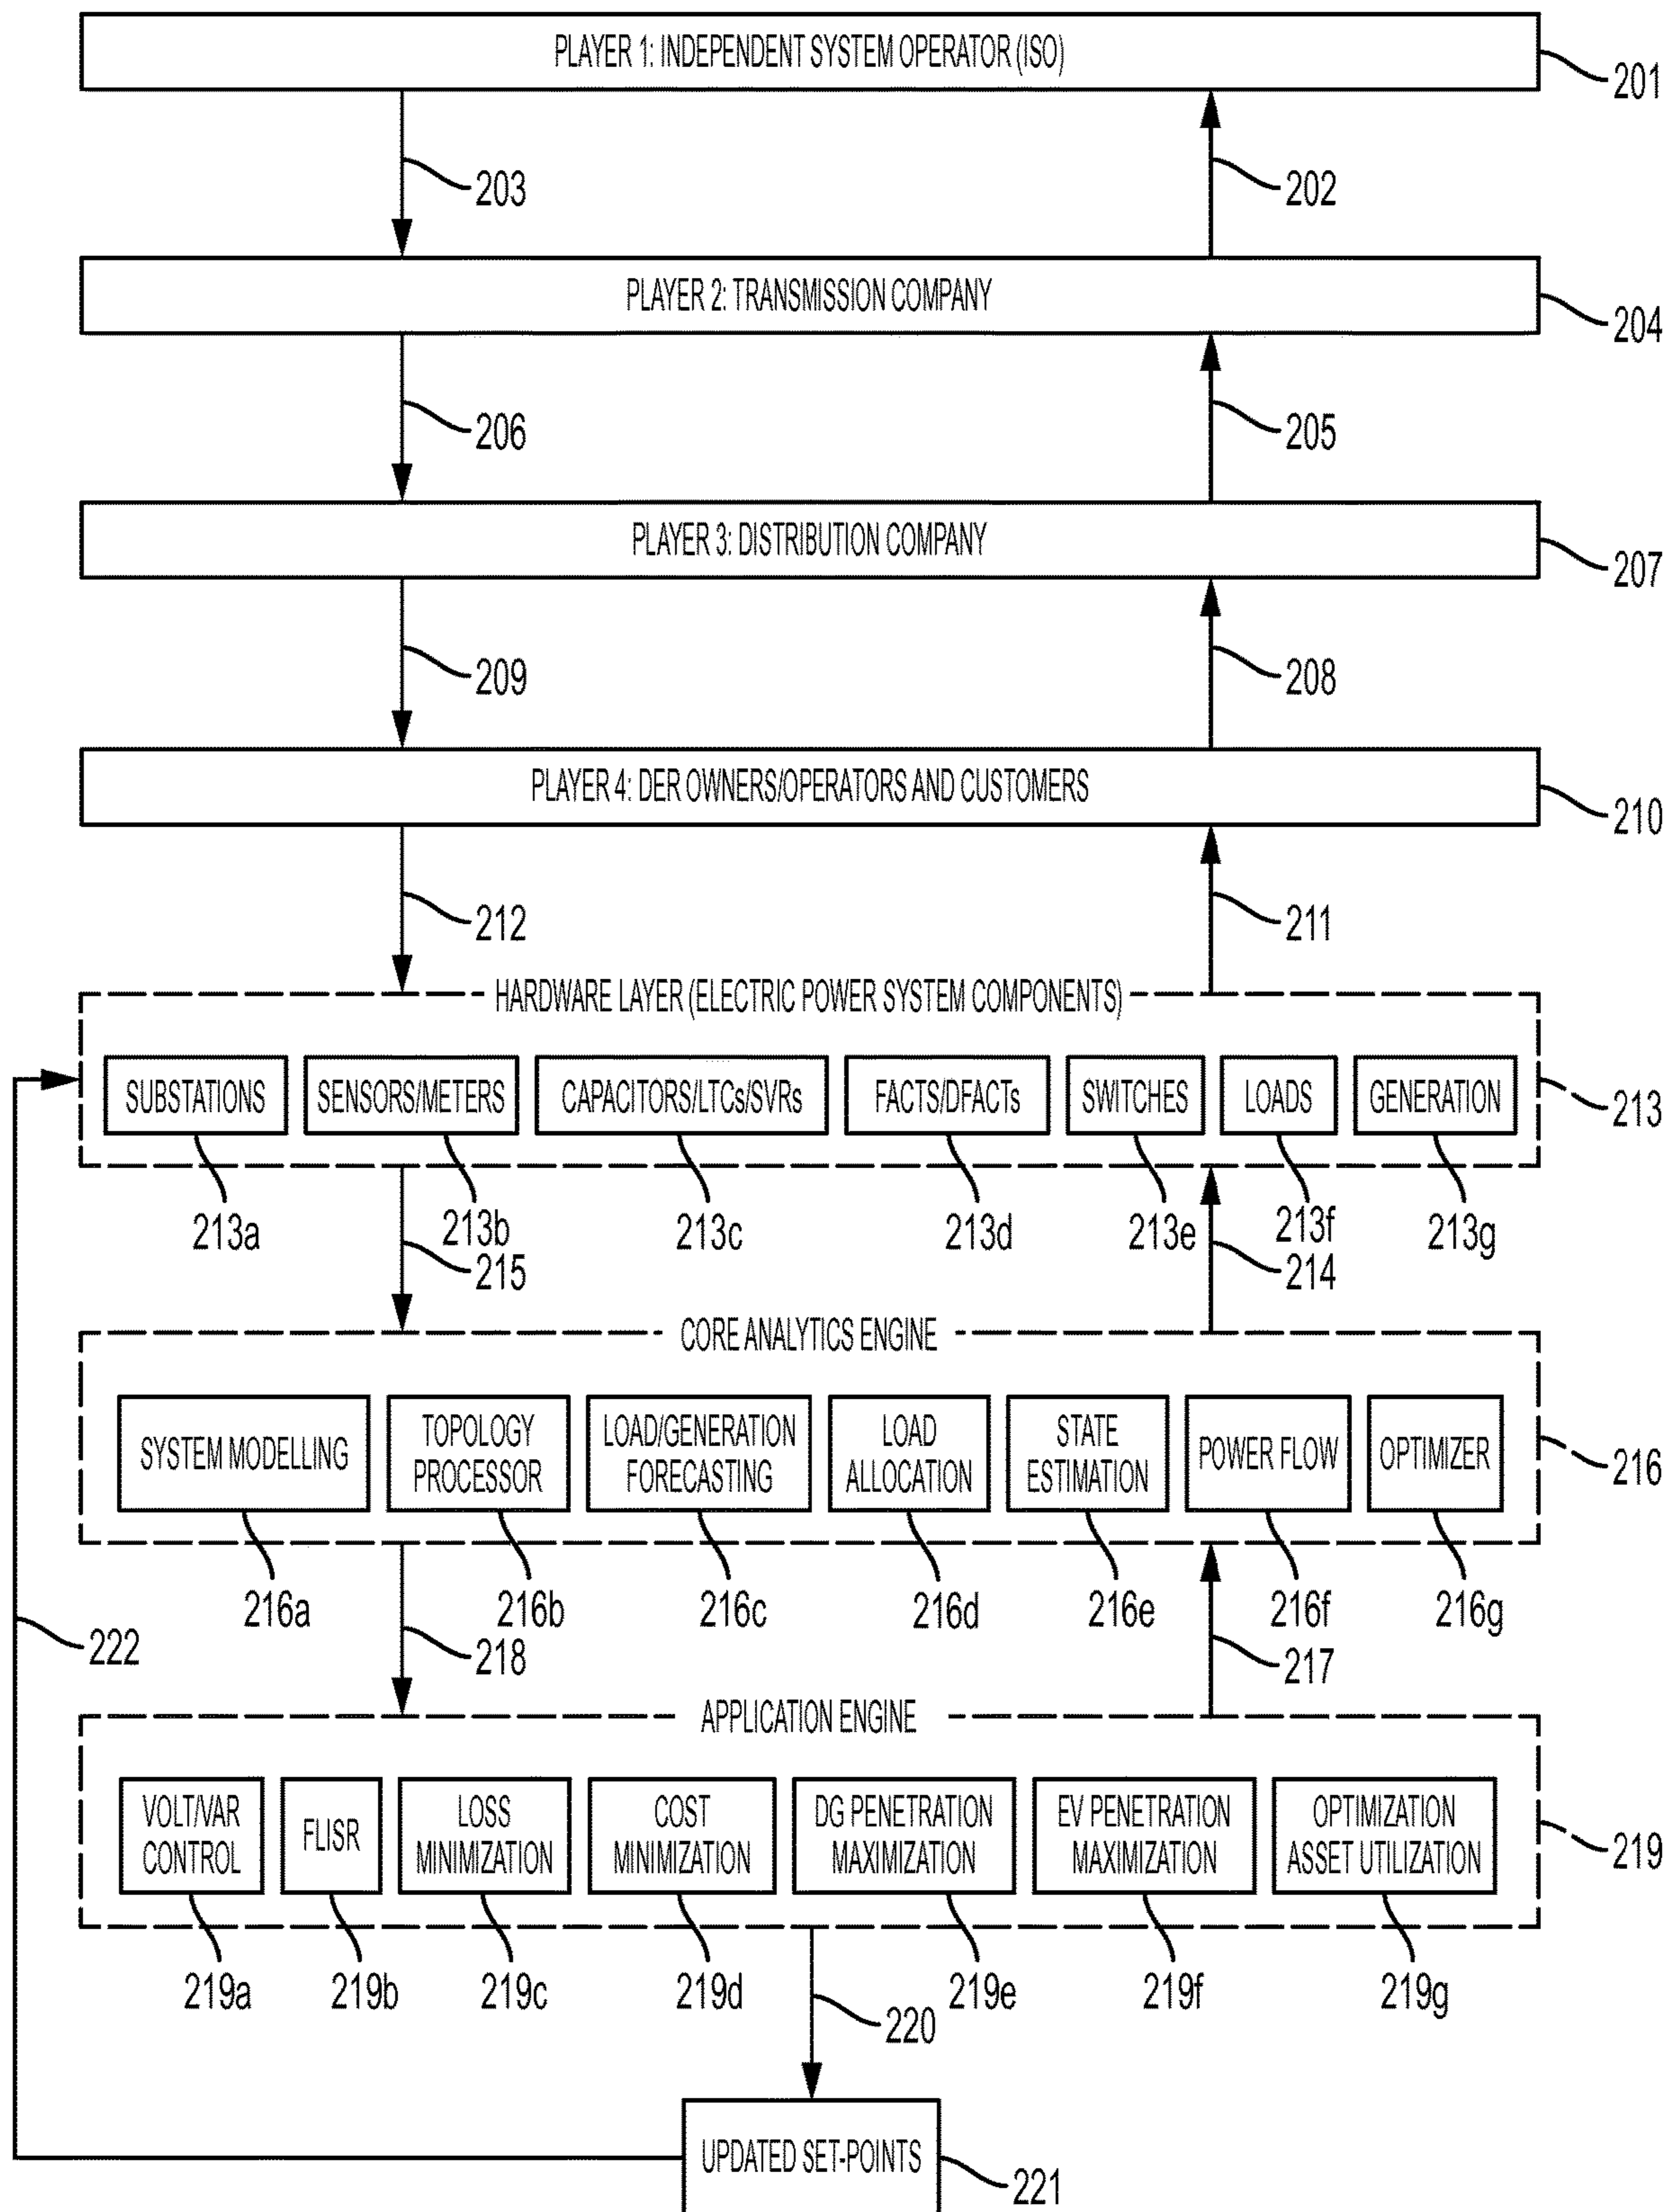 PLAYER 1: INDEPENDENT SYSTEM OPERATOR (ISO)
201
203
202
PLAYER 2: TRANSMISSION COMPANY
204
206
205
PLAYER 3: DISTRIBUTION COMPANY
207
209
208
PLAYER 4: DER OWNERS/OPERATORS AND CUSTOMERS
210
212
211
HARDWARE LAYER (ELECTRIC POWER SYSTEM COMPONENTS)
SUBSTATIONS
SENSORS/METERS
CAPACITORS/LTCs/SVRs
FACTS/DFACTs
SWITCHES
LOADS
GENERATION
213
213a
213b
213c
213d
213e
213f
213g
215
214
CORE ANALYTICS ENGINE
SYSTEM MODELLING
TOPOLOGY
PROCESSOR
LOAD/GENERATION
FORECASTING
LOAD
ALLOCATION
STATE
ESTIMATION
POWER FLOW
OPTIMIZER
216
216a
216b
216c
216d
216e
216f
216g
222
218
217
APPLICATION ENGINE
VOLT/VAR
CONTROL
FLISR
LOSS
MINIMIZATION
COST
MINIMIZATION
DG PENETRATION
MAXIMIZATION
EV PENETRATION
MAXIMIZATION
OPTIMIZATION
ASSET UTILIZATION
219
219a
219b
219c
219d
219e
219f
219g
220
UPDATED SET-POINTS
221